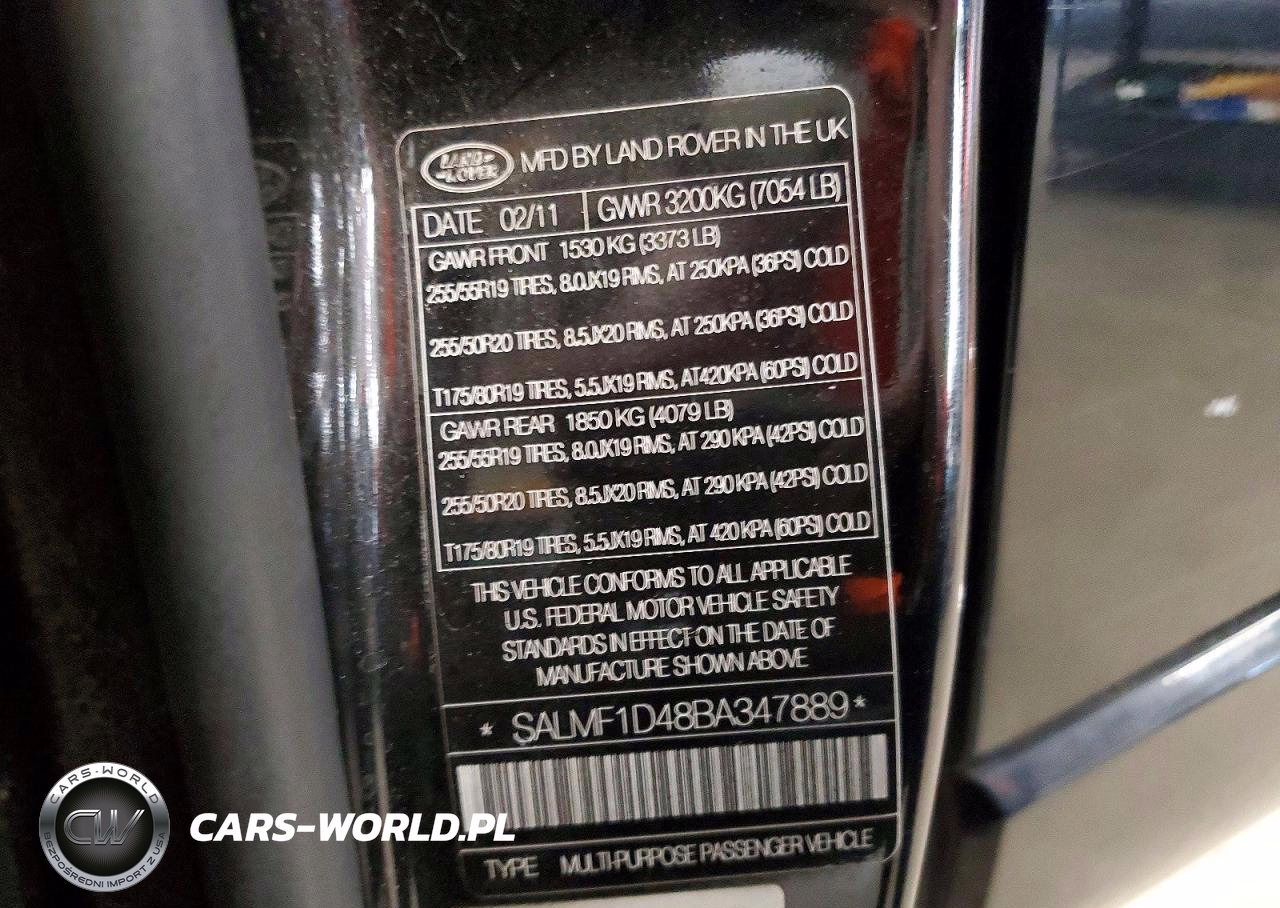 LAND ROVER MFD BY LAND ROVER IN THE UK
DATE 02/11 GVWR 3200KG (7054 LB)
GAWR FRONT 1530 KG (3373 LB)
255/55R19 TIRES, 8.0JX19 RIMS, AT 250KPA (36PSI) COLD
255/50R20 TIRES, 8.5JX20 RIMS, AT 250KPA (36PSI) COLD
T175/80R19 TIRES, 5.5JX19 RIMS, AT 420KPA (60PSI) COLD
GAWR REAR 1850 KG (4079 LB)
255/55R19 TIRES, 8.0JX19 RIMS, AT 290 KPA (42PSI) COLD
255/50R20 TIRES, 8.5JX20 RIMS, AT 290 KPA (42PSI) COLD
T175/80R19 TIRES, 5.5JX19 RIMS, AT 420 KPA (60PSI) COLD
THIS VEHICLE CONFORMS TO ALL APPLICABLE
U.S. FEDERAL MOTOR VEHICLE SAFETY
STANDARDS IN EFFECT ON THE DATE OF
MANUFACTURE SHOWN ABOVE
* SALMF1D48BA347889 *
TYPE MULTI-PURPOSE PASSENGER VEHICLE
CARS-WORLD
CW
BEZPOŚREDNI IMPORT Z USA
CARS-WORLD.PL